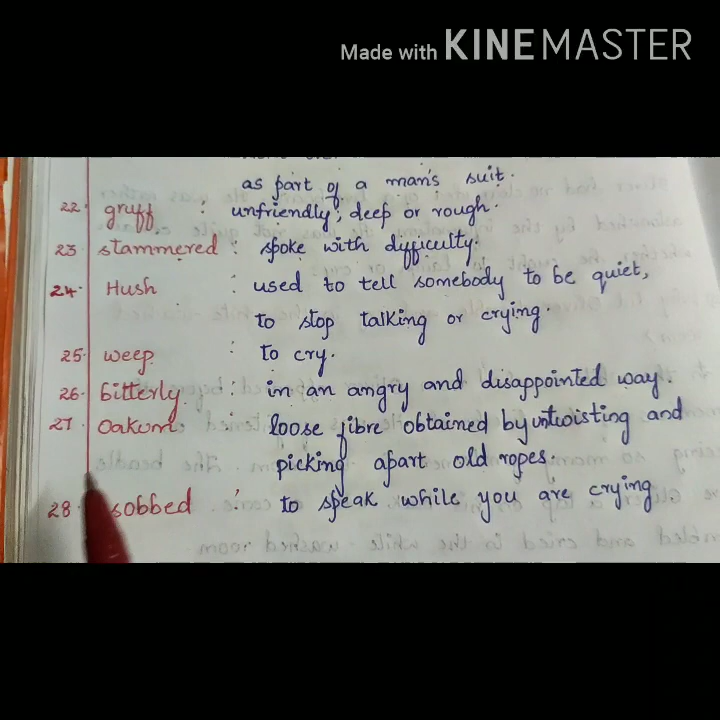 Made with KINEMASTER
as part of a man's suit.
22. gruff : unfriendly, deep or rough.
23. stammered : spoke with difficulty.
24. Hush : used to tell somebody to be quiet,
to stop talking or crying.
25. weep : to cry.
26. bitterly : in an angry and disappointed way.
27. Oakum : loose fibre obtained by untwisting and
picking apart old ropes.
28. sobbed : to speak while you are crying